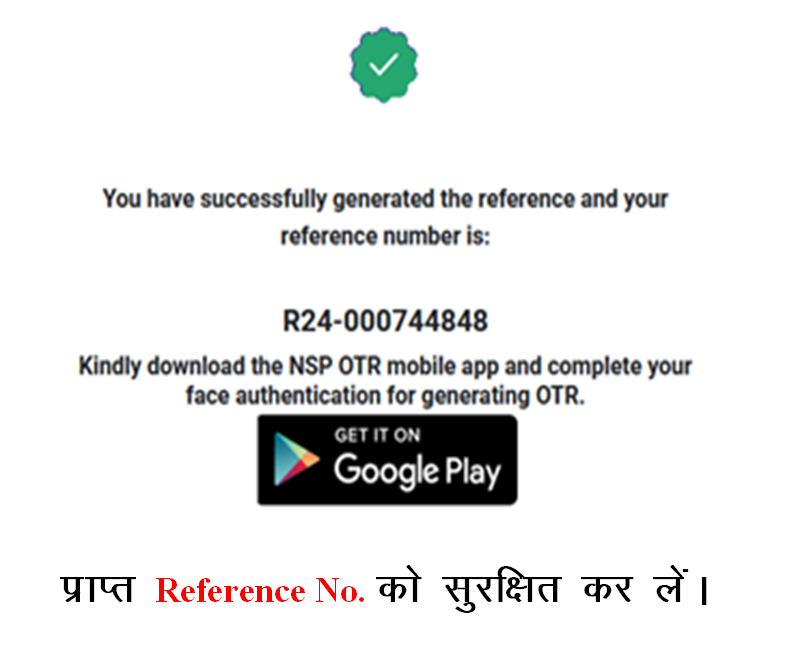 You have successfully generated the reference and your
reference number is:
R24-000744848
Kindly download the NSP OTR mobile app and complete your
face authentication for generating OTR.
GET IT ON
Google Play
प्राप्त Reference No. को सुरक्षित कर लें।